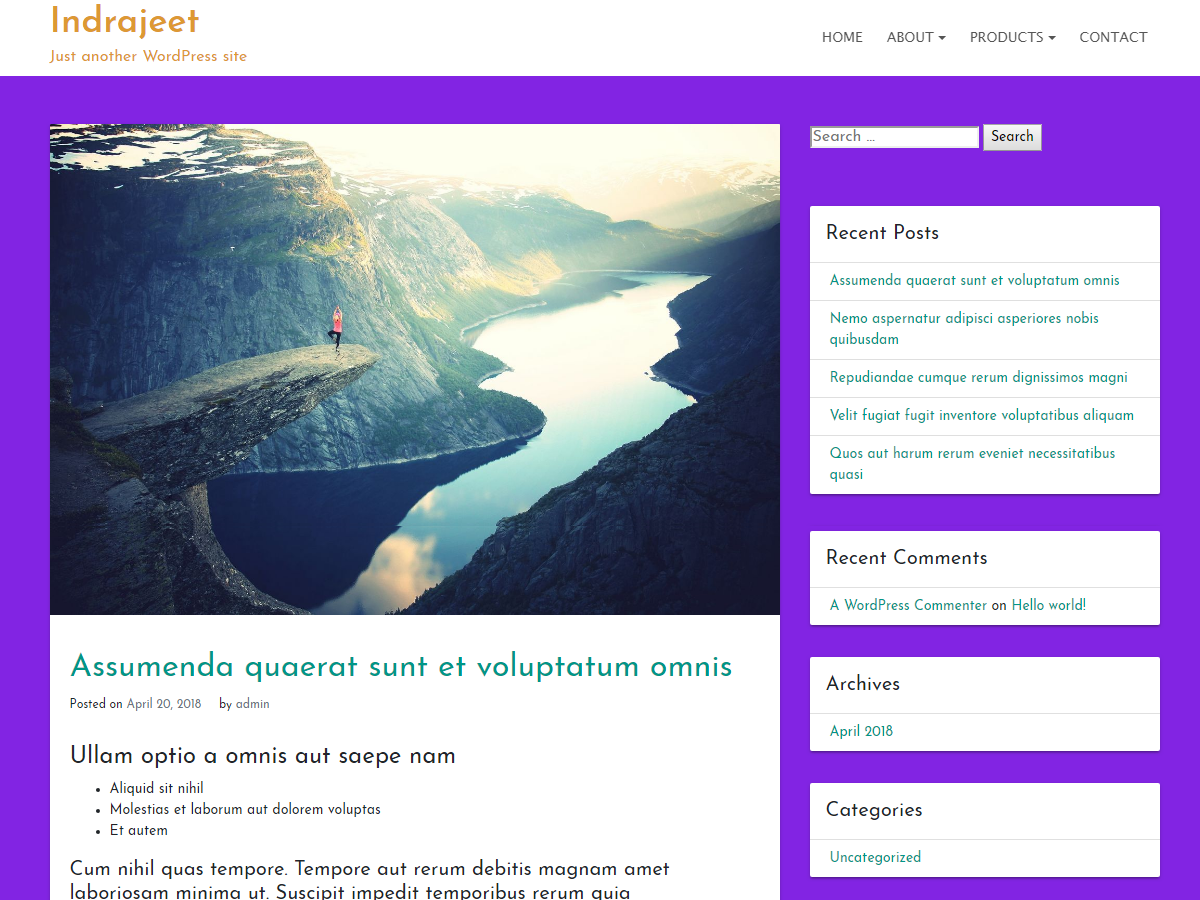 Indrajeet
Just another WordPress site
HOME ABOUT PRODUCTS CONTACT
Search ... Search
Recent Posts
Assumenda quaerat sunt et voluptatum omnis
Nemo aspernatur adipisci asperiores nobis
quibusdam
Repudiandae cumque rerum dignissimos magni
Velit fugiat fugit inventore voluptatibus aliquam
Quos aut harum rerum eveniet necessitatibus
quasi
Recent Comments
A WordPress Commenter on Hello world!
Archives
April 2018
Categories
Uncategorized
Assumenda quaerat sunt et voluptatum omnis
Posted on April 20, 2018 by admin
Ullam optio a omnis aut saepe nam
Aliquid sit nihil
Molestias et laborum aut dolorem voluptas
Et autem
Cum nihil quas tempore. Tempore aut rerum debitis magnam amet
laboriosam minima ut. Suscipit impedit temporibus rerum quia